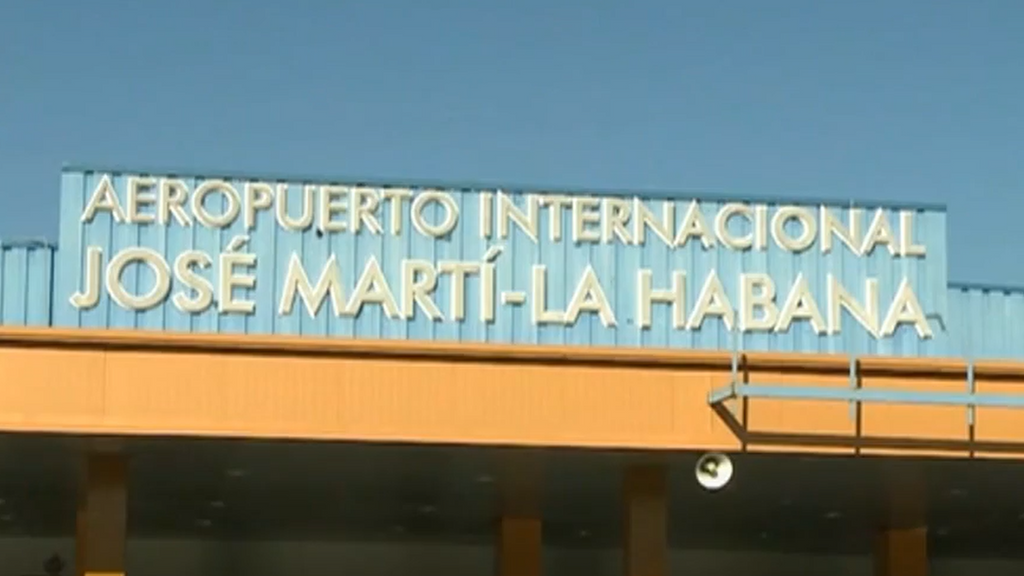 AEROPUERTO INTERNACIONAL
JOSÉ MARTÍ-LA HABANA